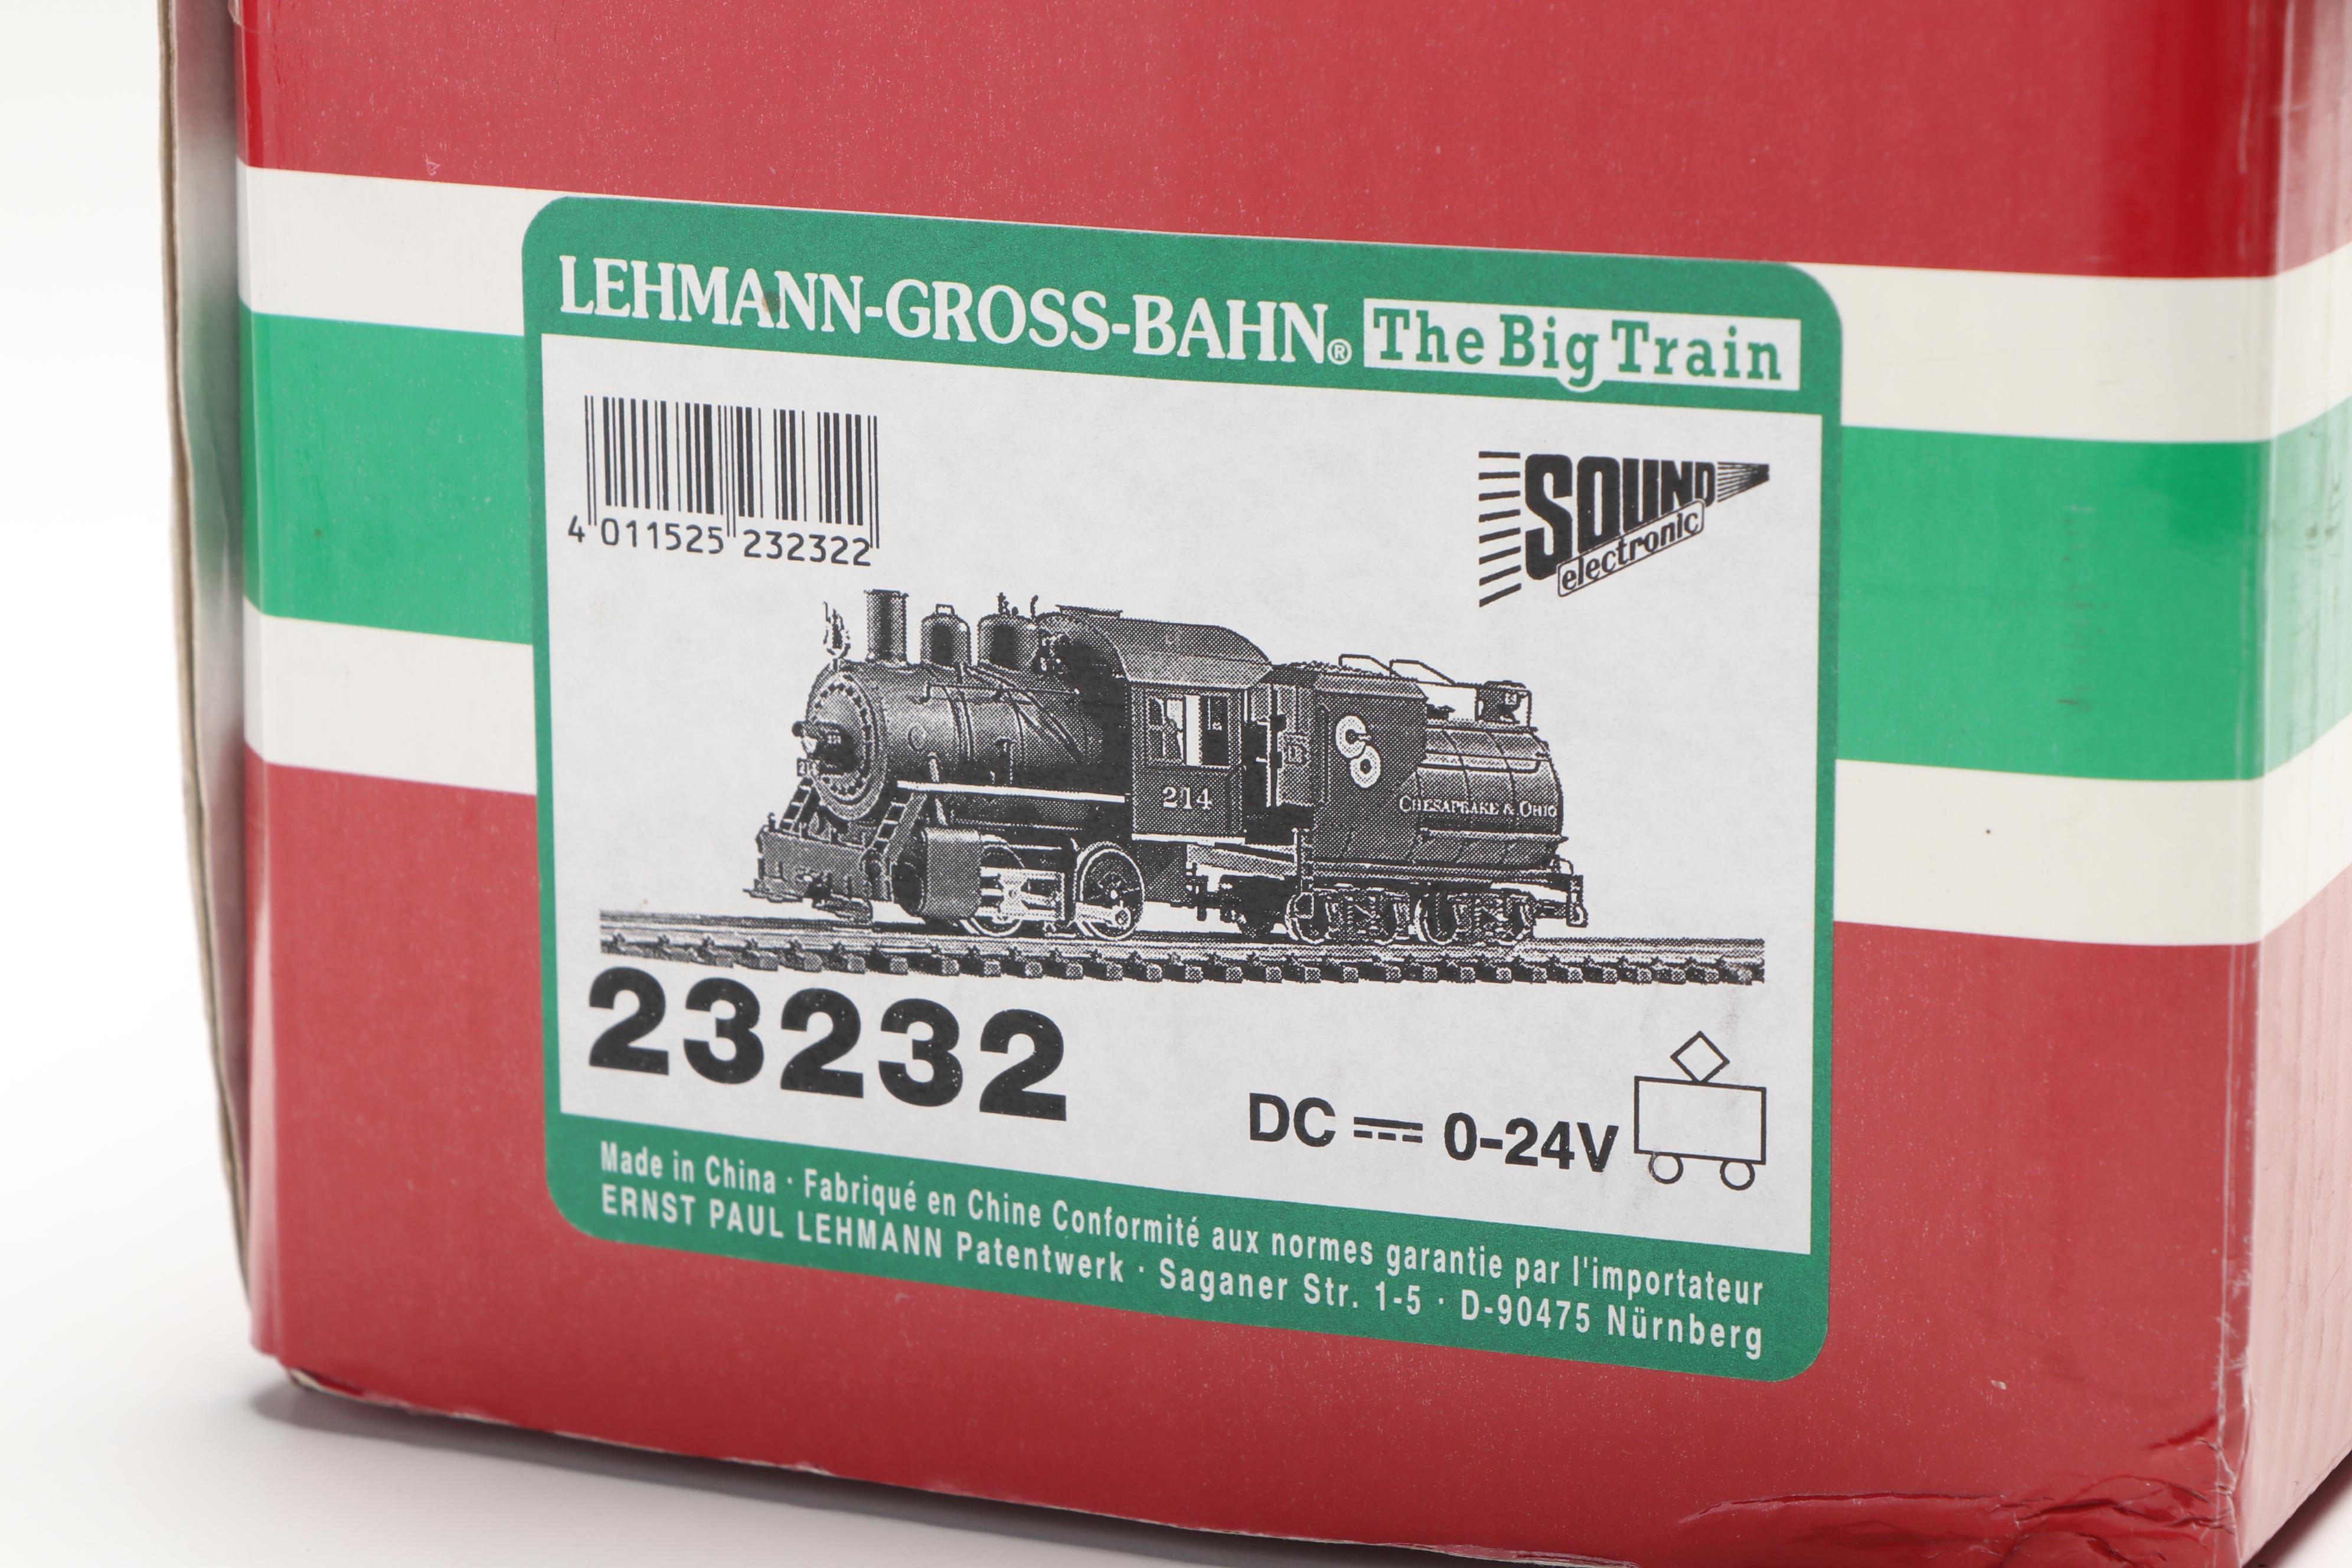 LEHMANN-GROSS-BAHN® The Big Train
4 011525 232322
SOUND
electronic
214
CHESAPEAKE & OHIO
23232
DC 0-24V
Made in China · Fabriqué en Chine Conformité aux normes garantie par l'importateur
ERNST PAUL LEHMANN Patentwerk · Saganer Str. 1-5 · D-90475 Nürnberg